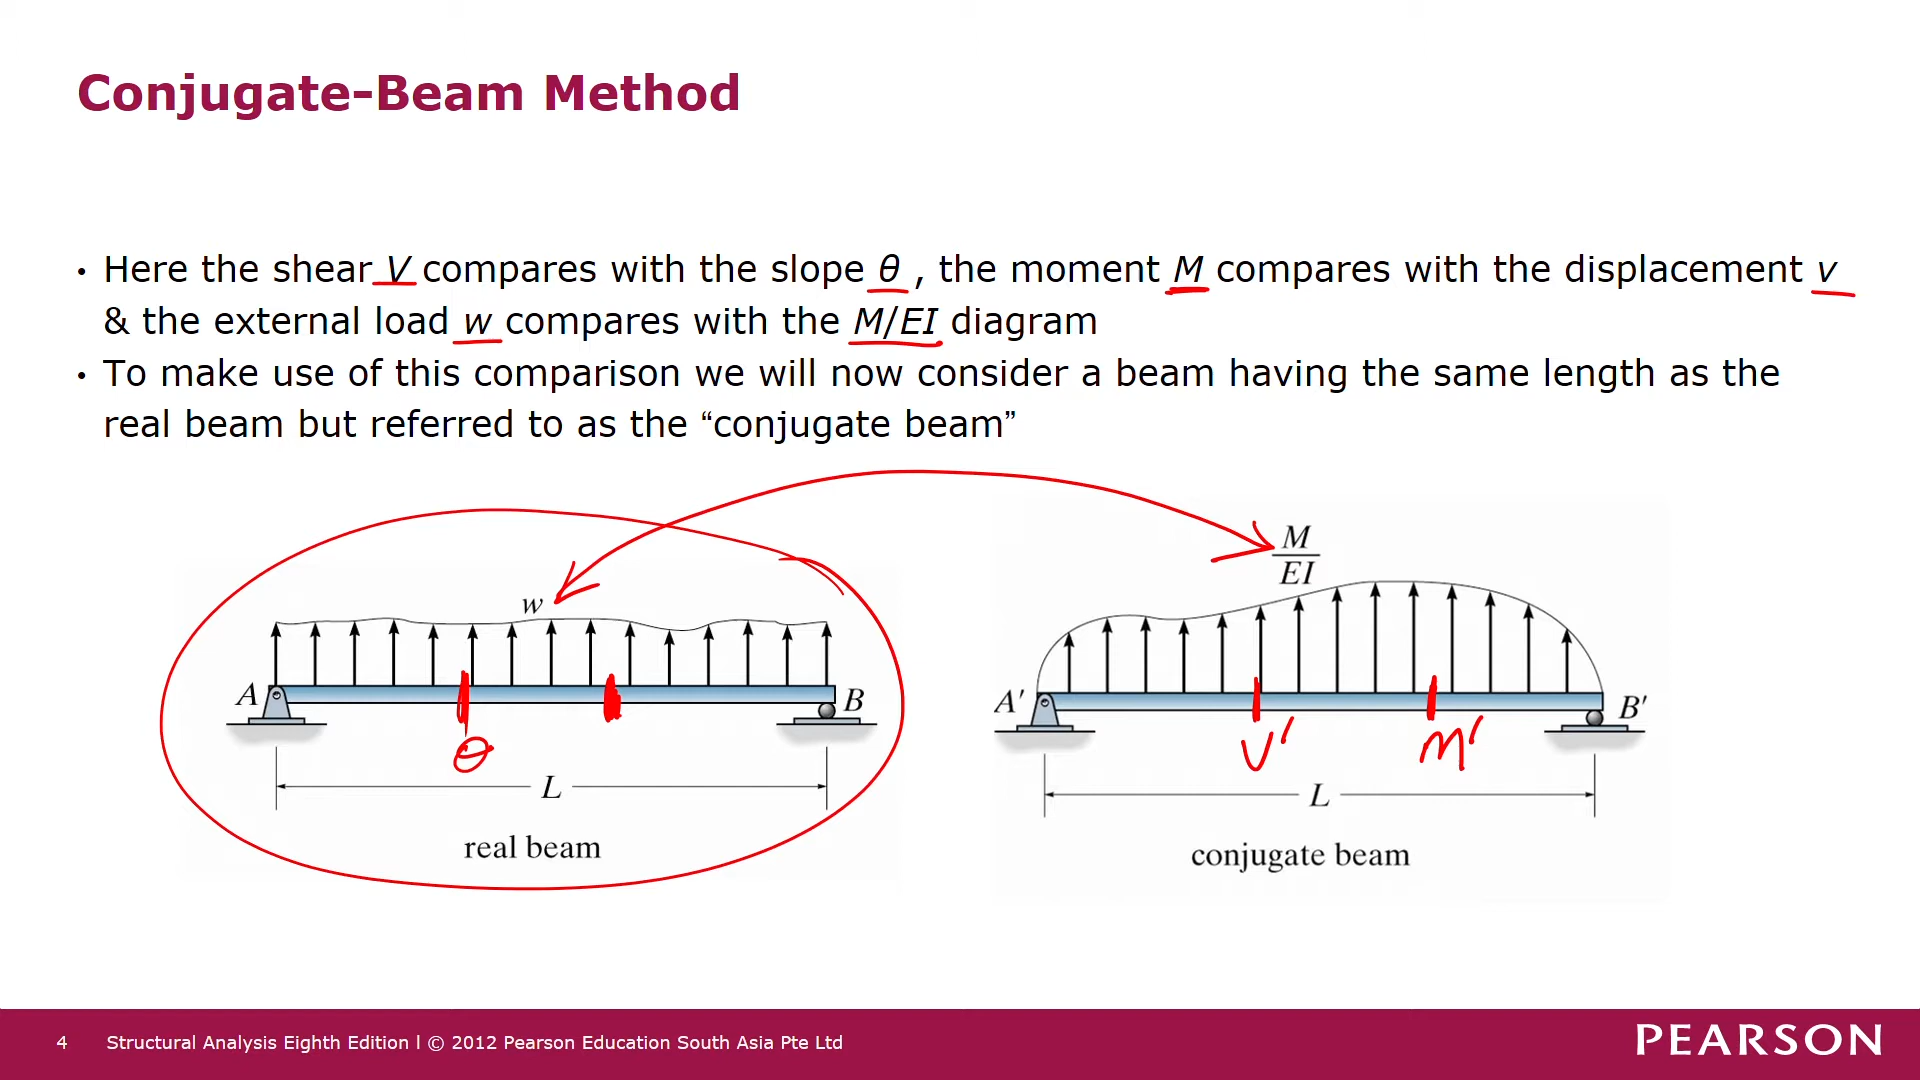 Conjugate-Beam Method
• Here the shear V compares with the slope θ , the moment M compares with the displacement v
& the external load w compares with the M/EI diagram
• To make use of this comparison we will now consider a beam having the same length as the
real beam but referred to as the “conjugate beam”
w
A
B
θ
L
real beam
M
EI
A'
B'
V'
M'
L
conjugate beam
4 Structural Analysis Eighth Edition l © 2012 Pearson Education South Asia Pte Ltd
PEARSON